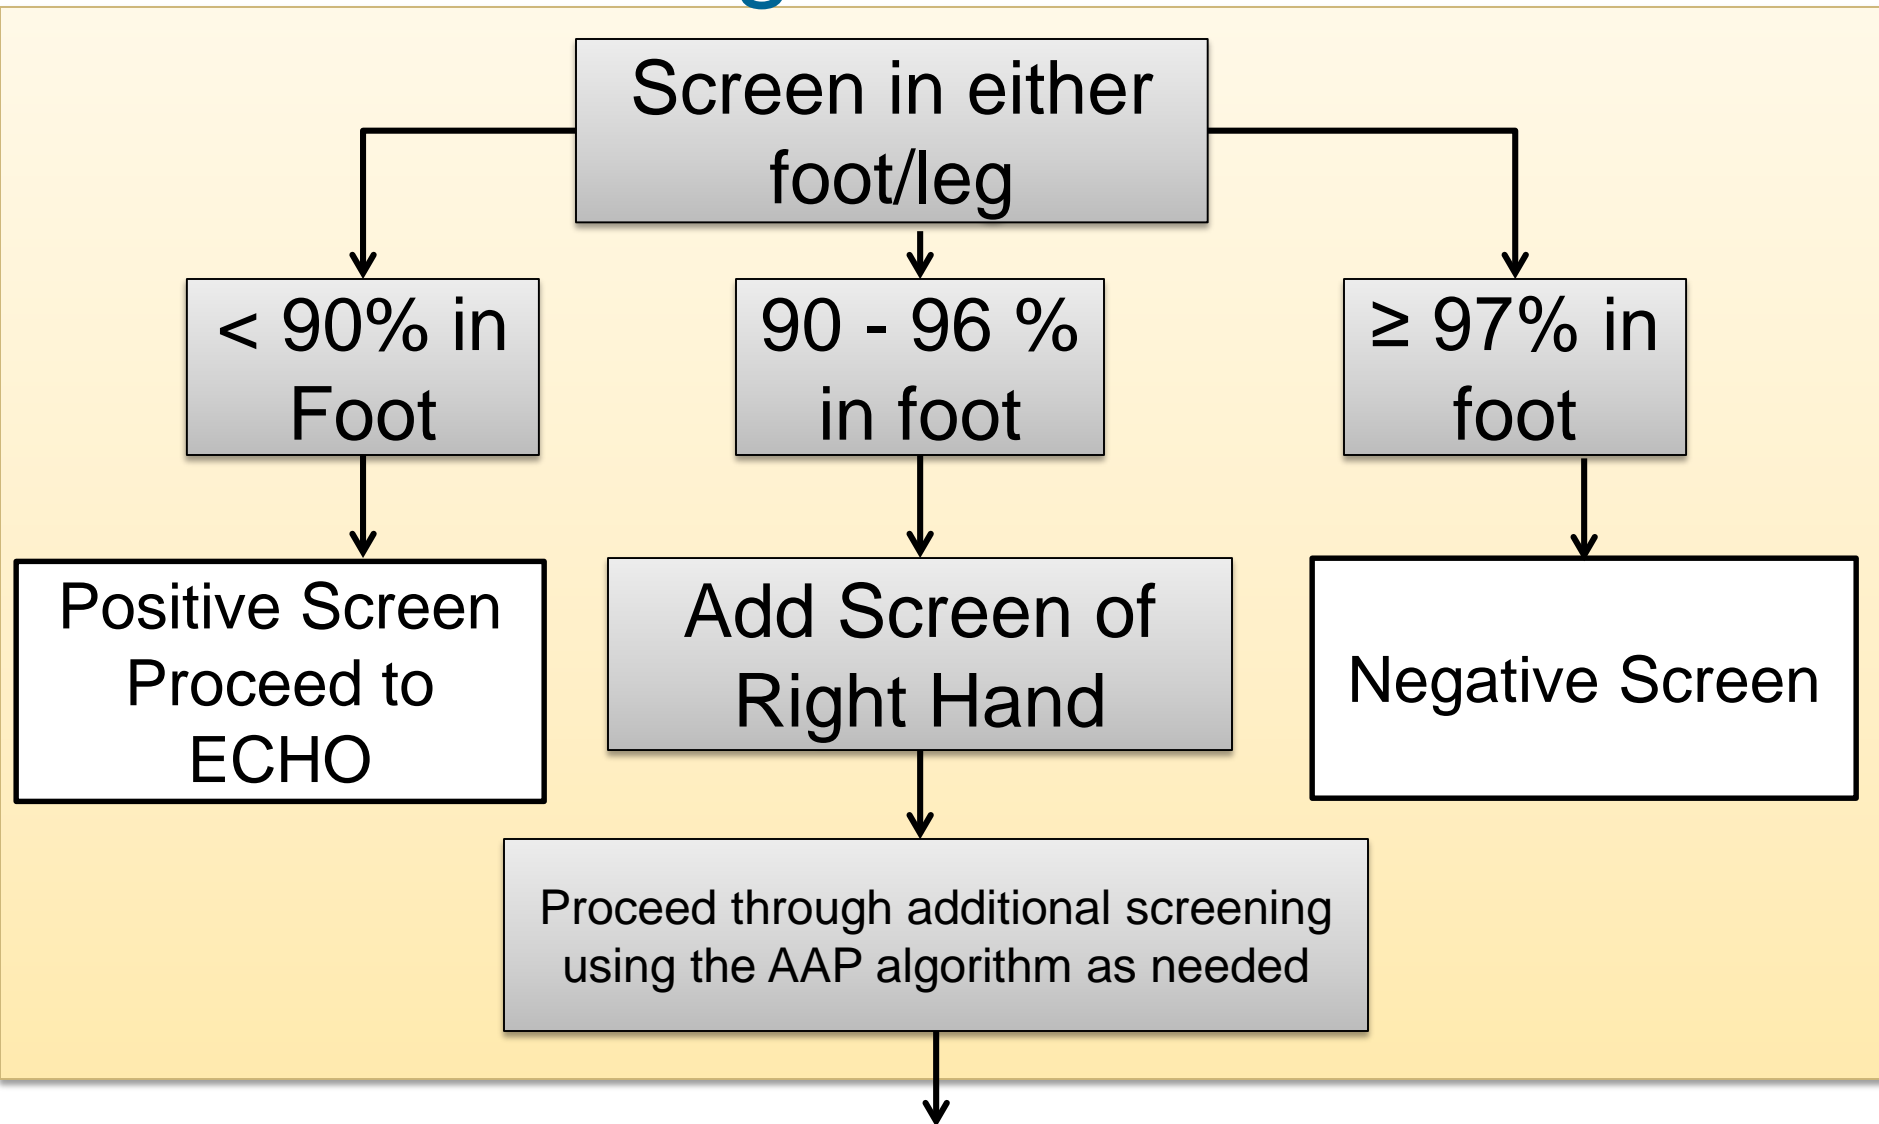 Screen in either
foot/leg
< 90% in
Foot
90 - 96 %
in foot
≥ 97% in
foot
Positive Screen
Proceed to
ECHO
Add Screen of
Right Hand
Negative Screen
Proceed through additional screening
using the AAP algorithm as needed